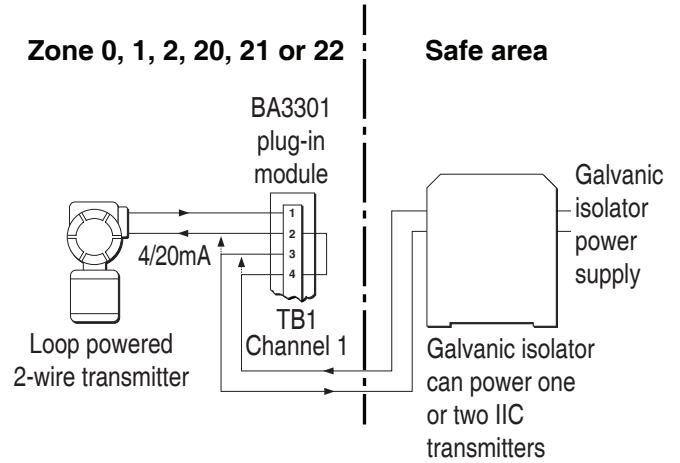 Zone 0, 1, 2, 20, 21 or 22
Safe area
BA3301
plug-in
module
1
2
3
4
4/20mA
TB1
Channel 1
Loop powered
2-wire transmitter
Galvanic
isolator
power
supply
Galvanic isolator
can power one
or two IIC
transmitters